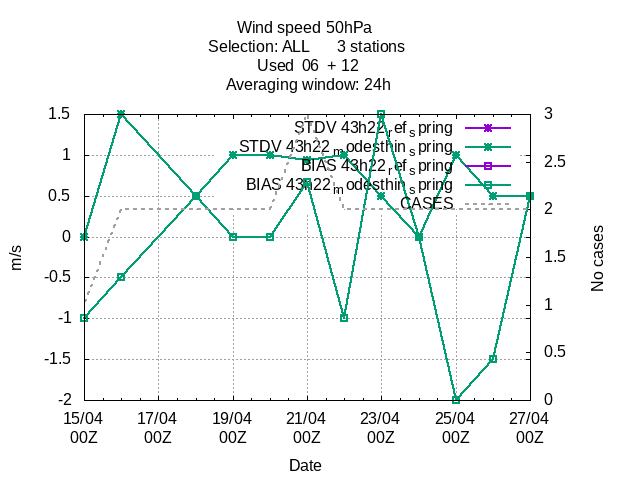 Wind speed 50hPa
Selection: ALL 3 stations
Used 06 + 12
Averaging window: 24h
STDV 43h22_ref_spring
STDV 43h22_modesthin_spring
BIAS 43h22_ref_spring
BIAS 43h22_modesthin_spring
CASES
1.5
1
0.5
0
-0.5
-1
-1.5
-2
3
2.5
2
1.5
1
0.5
0
m/s
No cases
15/04 17/04 19/04 21/04 23/04 25/04 27/04
00Z 00Z 00Z 00Z 00Z 00Z 00Z
Date